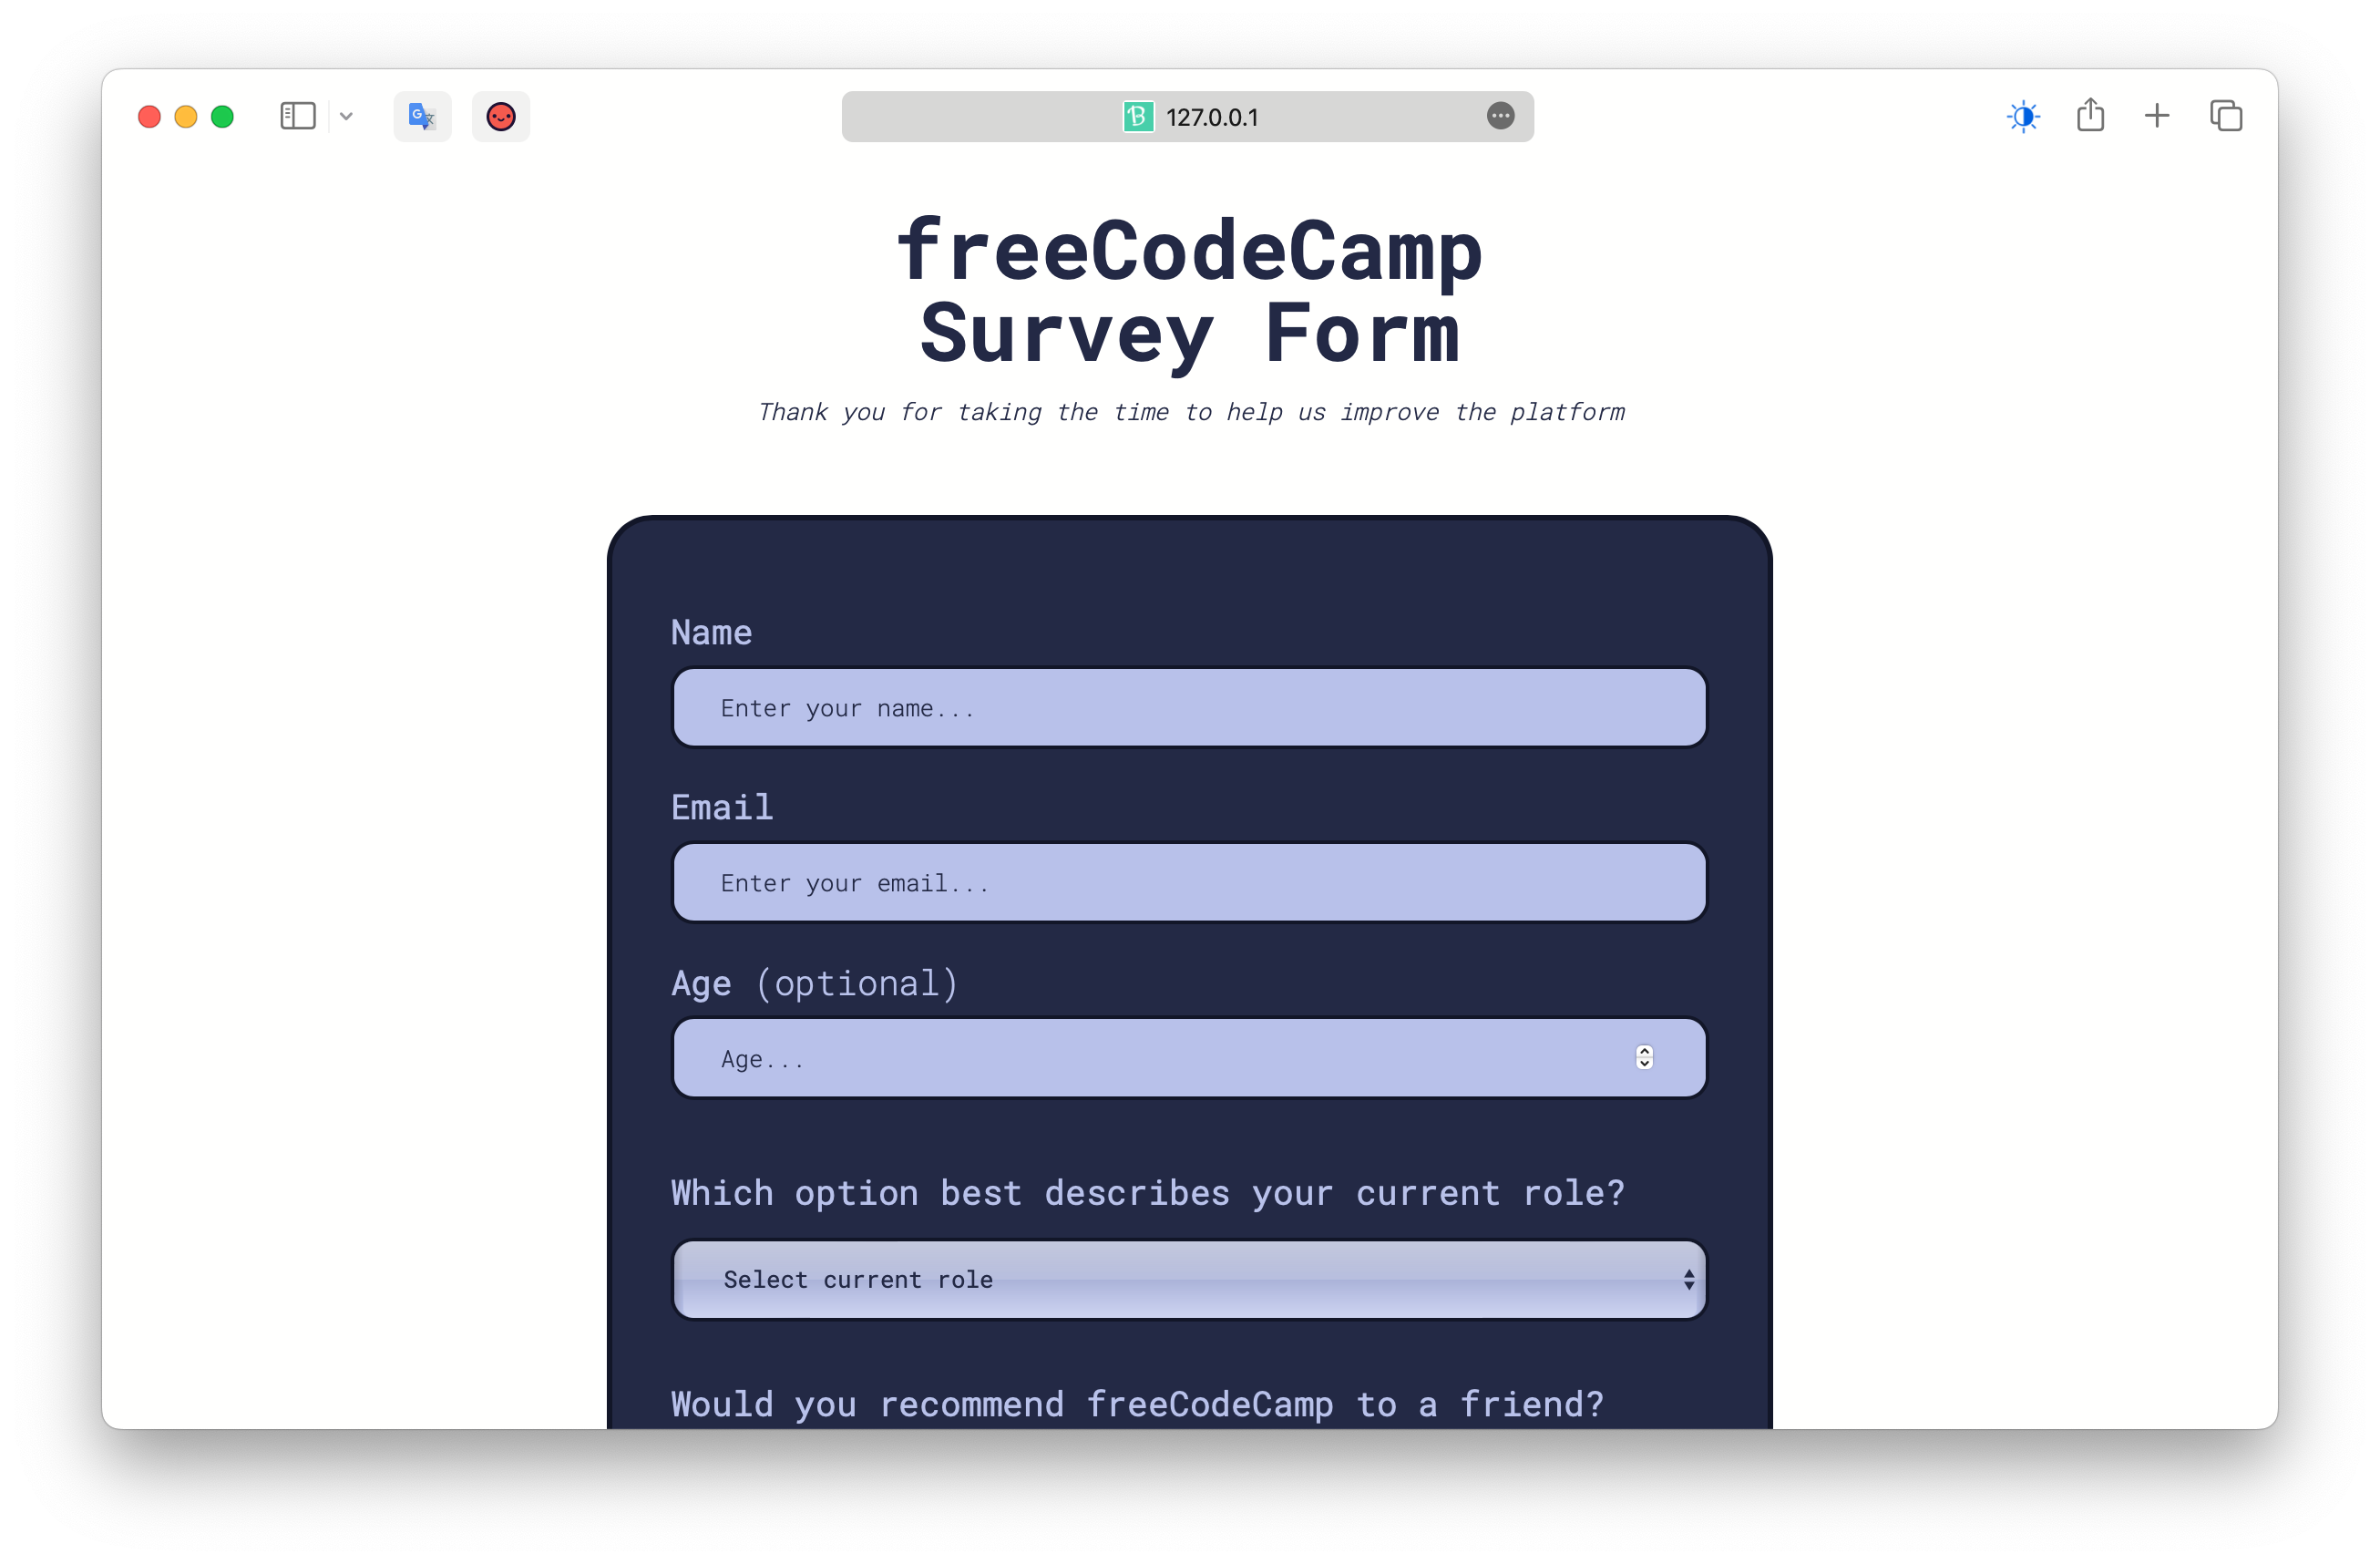 127.0.0.1
freeCodeCamp
Survey Form
Thank you for taking the time to help us improve the platform
Name
Enter your name...
Email
Enter your email...
Age (optional)
Age...
Which option best describes your current role?
Select current role
Would you recommend freeCodeCamp to a friend?